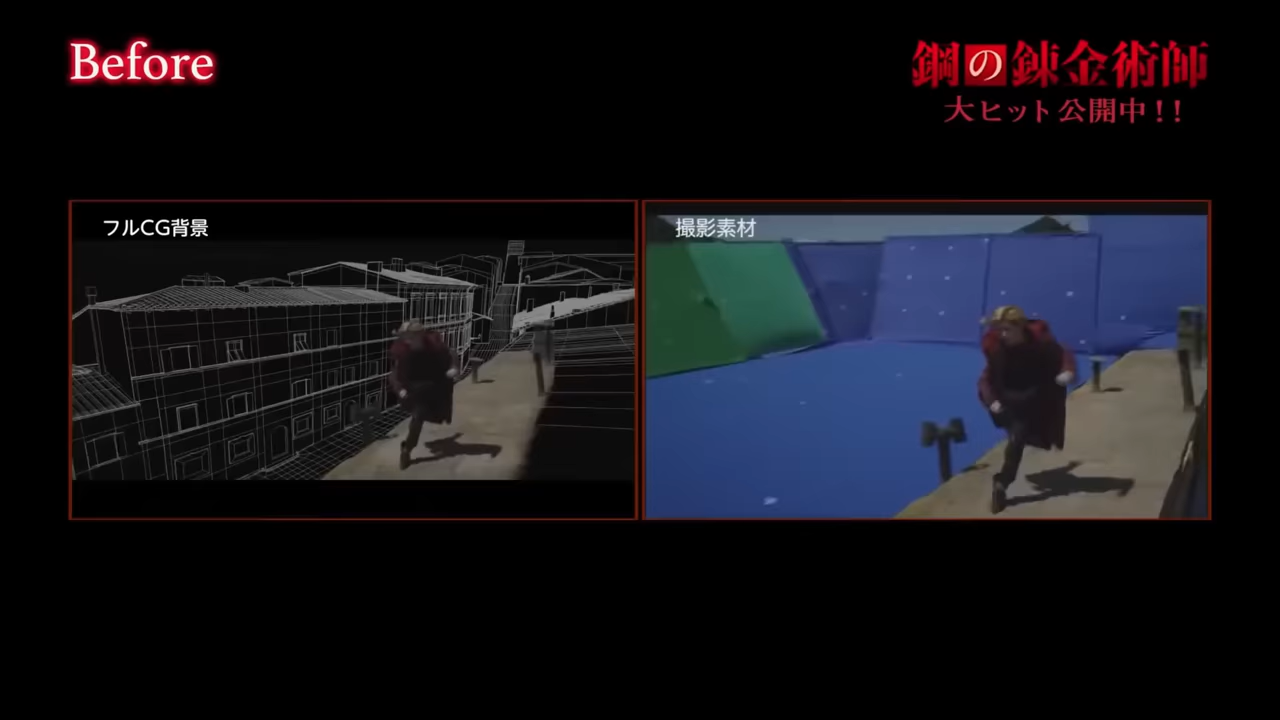 Before
鋼の錬金術師
大ヒット公開中!!
フルCG背景
撮影素材